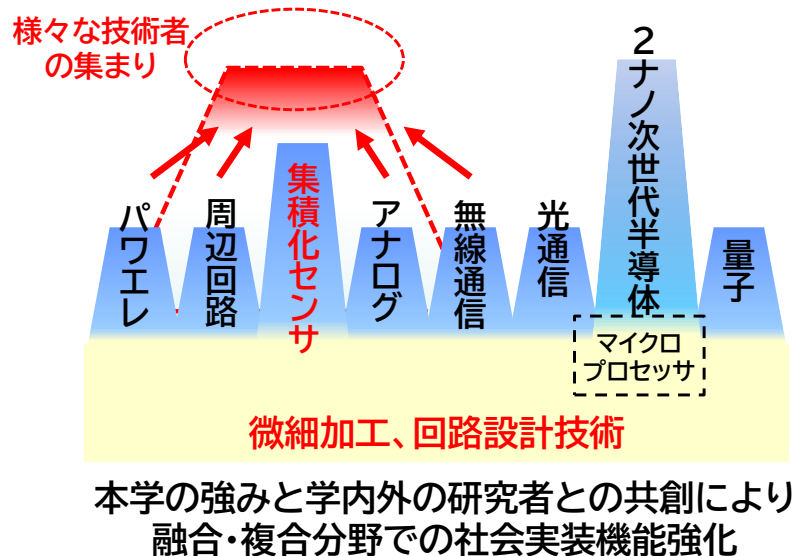 様々な技術者
の集まり
パワエレ
周辺回路
集積化センサ
アナログ
無線通信
光通信
2ナノ次世代半導体
量子
マイクロ
プロセッサ
微細加工、回路設計技術
本学の強みと学内外の研究者との共創により
融合・複合分野での社会実装機能強化